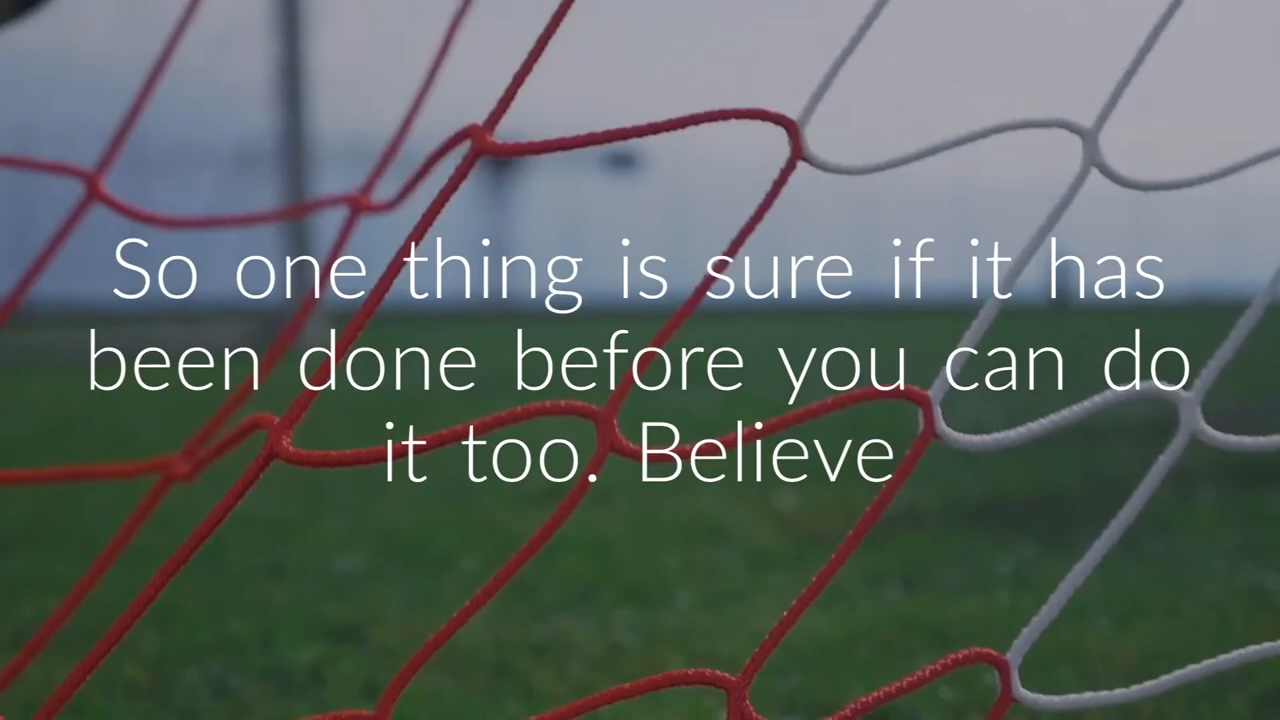 So one thing is sure if it has
been done before you can do
it too. Believe